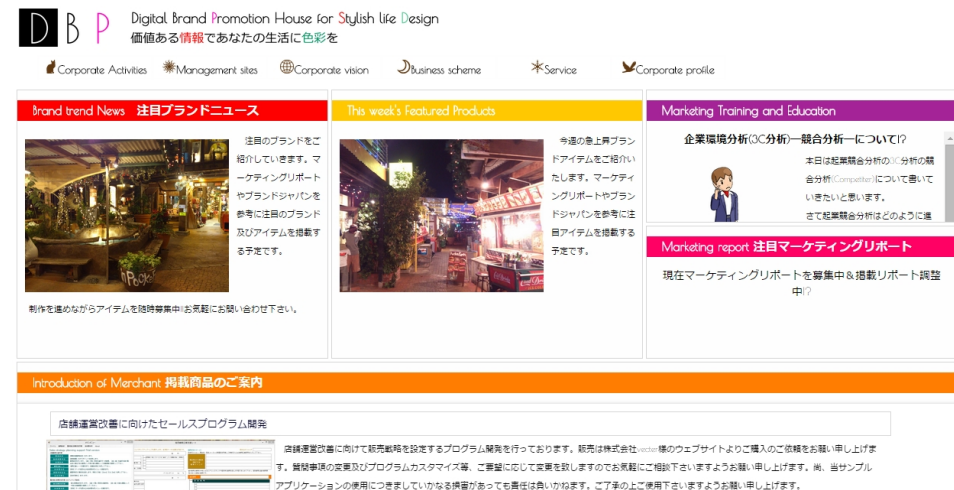 DBP
Digital Brand Promotion House for Stylish life Design
価値ある情報であなたの生活に色彩を
Corporate Activities Management sites Corporate vision Business scheme Service Corporate profile
Brand trend News 注目ブランドニュース
注目のブランドをご
紹介していきます。マ
ーケティングリポート
やブランドジャパンを
参考に注目のブランド
及びアイテムを掲載す
る予定です。
制作を進めながらアイテムを随時募集中!お気軽にお問い合わせ下さい。
This week's Featured Products
今週の急上昇ブラン
ドアイテムをご紹介い
たします。マーケティ
ングリポートやブラン
ドジャパンを参考に注
目アイテムを掲載する
予定です。
Marketing Training and Education
企業環境分析(3C分析)―競合分析―について!?
本日は起業競合分析の3C分析の競
合分析(Competiter)について書いて
いきたいと思います。
さて起業競合分析はどのように進
Marketing report 注目マーケティングリポート
現在マーケティングリポートを募集中＆掲載リポート調整
中!?
Introduction of Merchant 掲載商品のご案内
店舗運営改善に向けたセールスプログラム開発
店舗運営改善に向けて販売戦略を設定するプログラム開発を行っております。販売は株式会社vector様のウェブサイトよりご購入のご依頼をお願い申し上げま
す。質問事項の変更及びプログラムカスタマイズ等、ご要望に応じて変更を致しますのでお気軽にご相談下さいますようお願い申し上げます。尚、当サンプル
アプリケーションの使用につきましていかなる損害があっても責任は負いかねます。ご了承の上ご使用下さいますようお願い申し上げます。